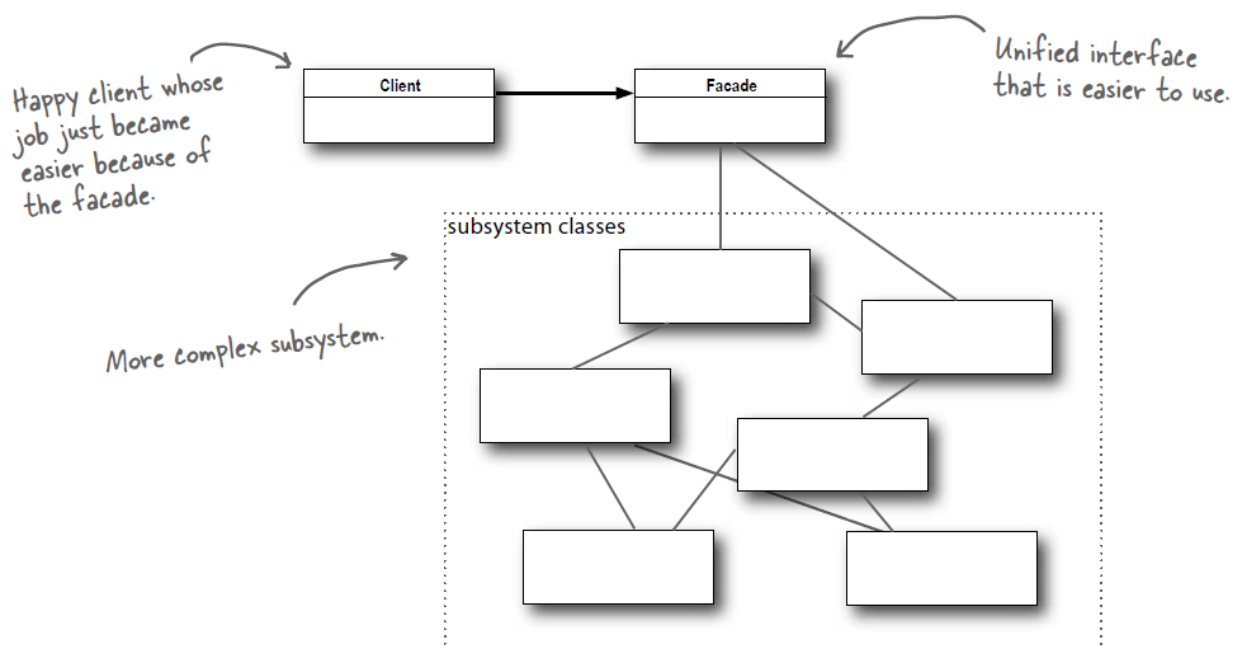 Happy client whose
job just became
easier because of
the facade.
Client
Facade
Unified interface
that is easier to use.
subsystem classes
More complex subsystem.